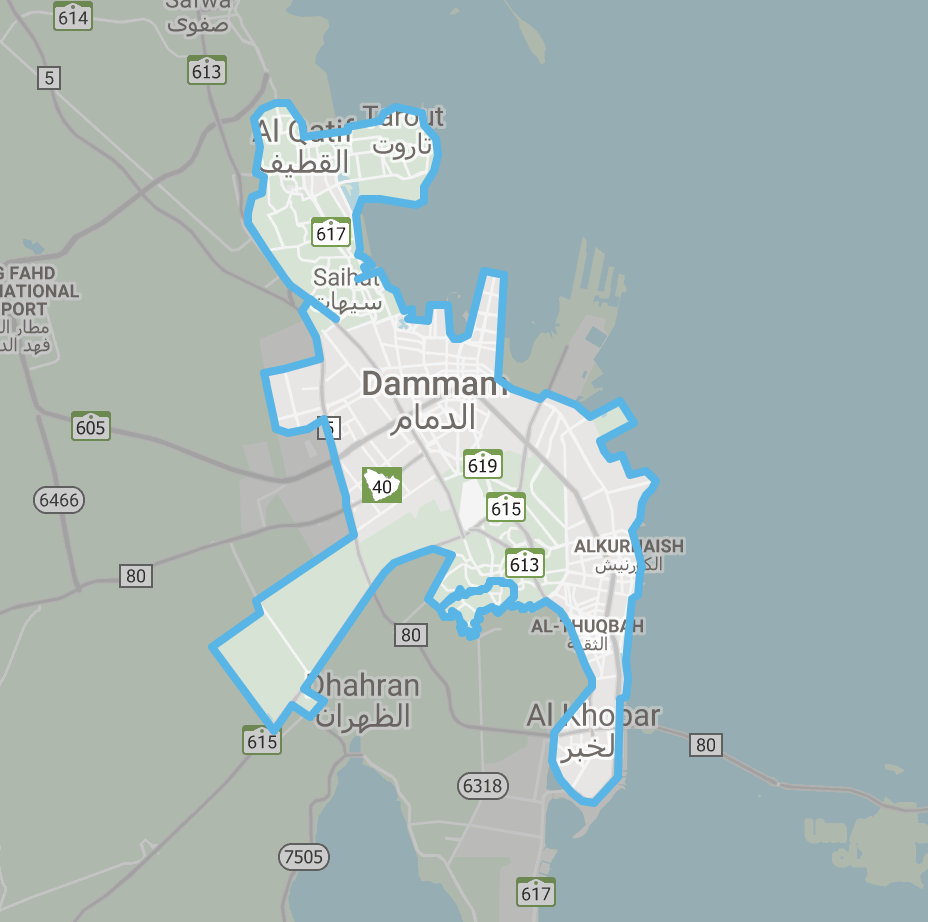 Safwa
صفوى
614
5
613
Al Qatif
القطيف
Tarout
تاروت
617
G FAHD
NATIONAL
PORT
مطار ال
فهد الد
Saihat
سيهات
Dammam
الدمام
605
5
619
40
6466
615
80
613
ALKURNAISH
الكورنيش
80
AL-THUQBAH
الثقبة
Dhahran
الظهران
615
Al Khobar
لخبر
80
6318
7505
617